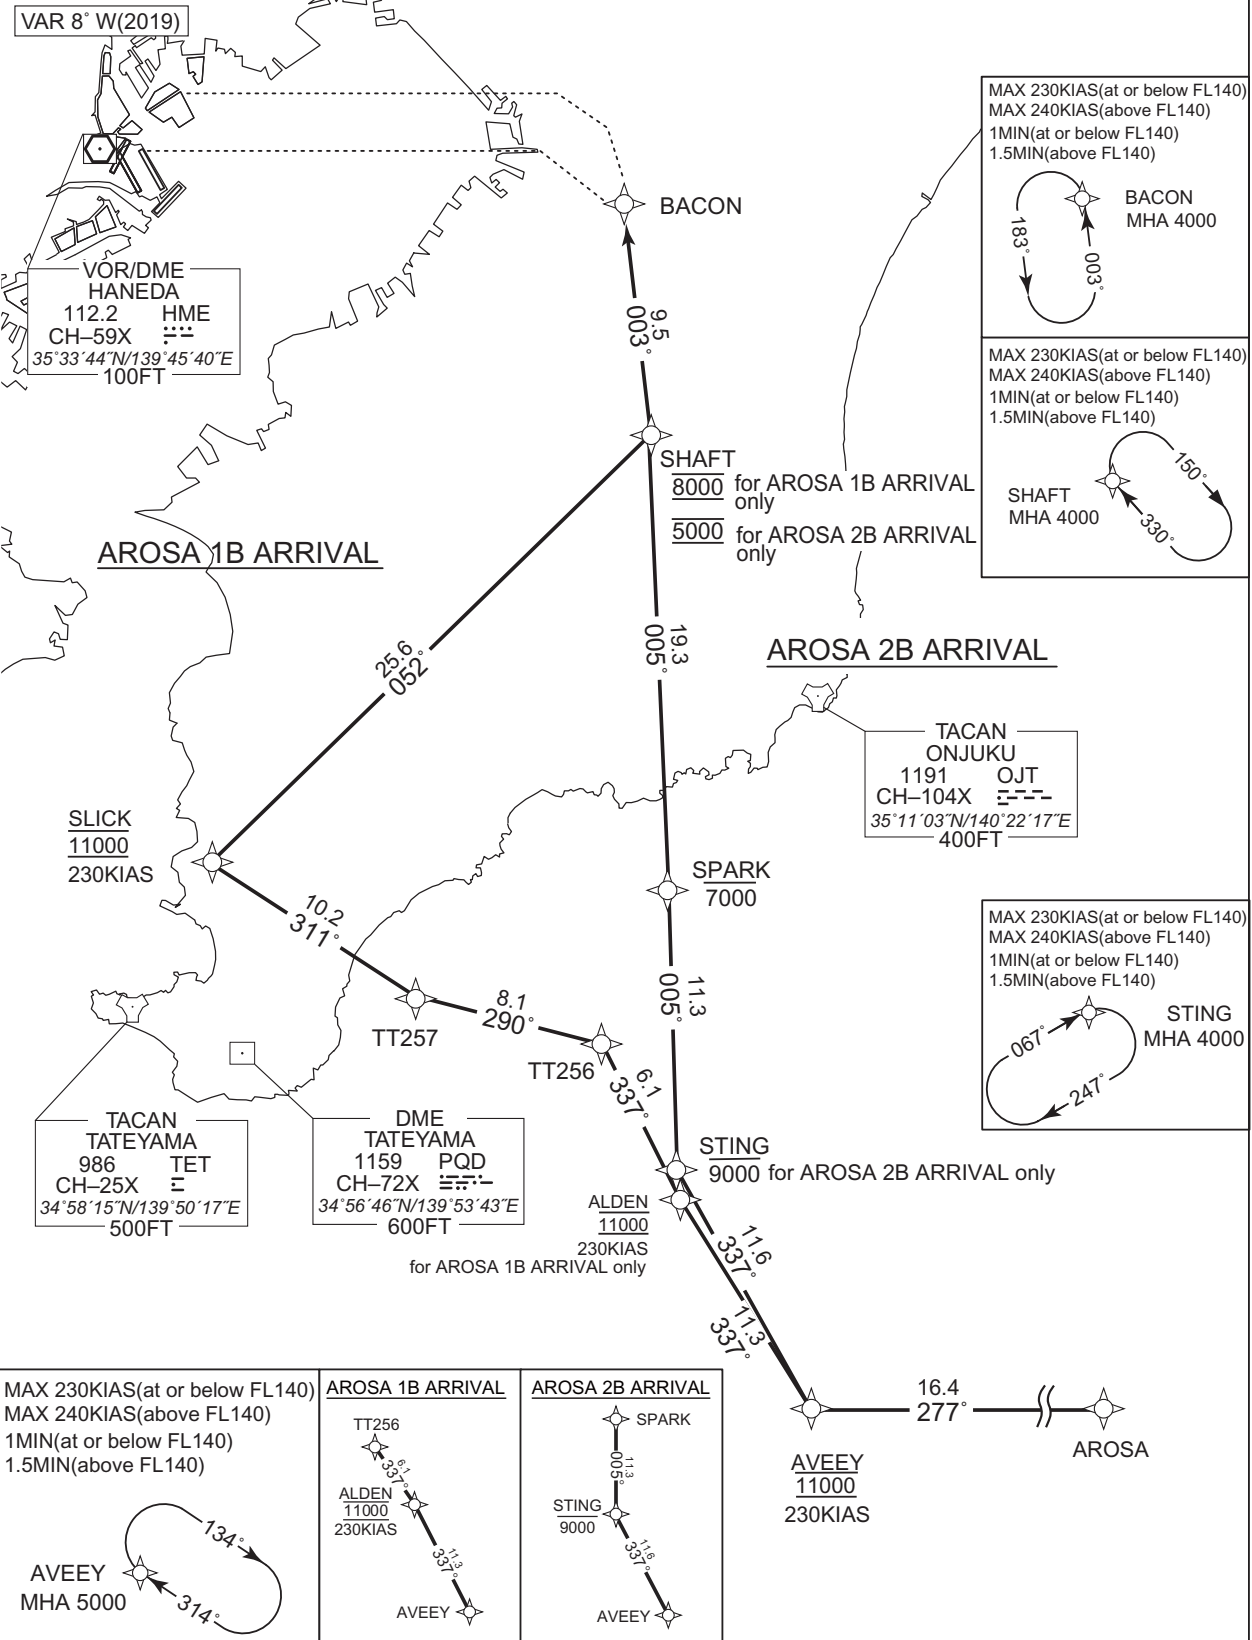 VAR 8° W(2019)
MAX 230KIAS(at or below FL140)
MAX 240KIAS(above FL140)
1MIN(at or below FL140)
1.5MIN(above FL140)
BACON
MHA 4000
183°
003°
BACON
VOR/DME
HANEDA
112.2 HME
CH–59X
35°33´44˝N/139°45´40˝E
100FT
9.5
003°
MAX 230KIAS(at or below FL140)
MAX 240KIAS(above FL140)
1MIN(at or below FL140)
1.5MIN(above FL140)
SHAFT
MHA 4000
150°
330°
SHAFT
8000 for AROSA 1B ARRIVAL
only
5000 for AROSA 2B ARRIVAL
only
AROSA 1B ARRIVAL
25.6
052°
19.3
005°
AROSA 2B ARRIVAL
TACAN
ONJUKU
1191 OJT
CH–104X
35°11´03˝N/140°22´17˝E
400FT
SLICK
11000
230KIAS
SPARK
7000
10.2
311°
MAX 230KIAS(at or below FL140)
MAX 240KIAS(above FL140)
1MIN(at or below FL140)
1.5MIN(above FL140)
STING
MHA 4000
067°
247°
11.3
005°
8.1
290°
TT257
TT256
6.1
337°
TACAN
TATEYAMA
986 TET
CH–25X
34°58´15˝N/139°50´17˝E
500FT
DME
TATEYAMA
1159 PQD
CH–72X
34°56´46˝N/139°53´43˝E
600FT
STING
9000 for AROSA 2B ARRIVAL only
ALDEN
11000
230KIAS
for AROSA 1B ARRIVAL only
11.6
337°
11.3
337°
16.4
277°
AROSA
AVEEY
11000
230KIAS
MAX 230KIAS(at or below FL140)
MAX 240KIAS(above FL140)
1MIN(at or below FL140)
1.5MIN(above FL140)
AVEEY
MHA 5000
134°
314°
AROSA 1B ARRIVAL
TT256
6.1
337°
ALDEN
11000
230KIAS
11.3
337°
AVEEY
AROSA 2B ARRIVAL
SPARK
11.3
005°
STING
9000
11.6
337°
AVEEY